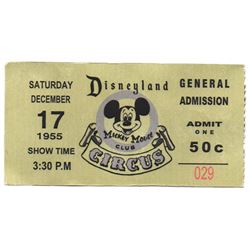 SATURDAY
DECEMBER
17
1955
SHOW TIME
3:30 P.M
Disneyland
MICKEY MOUSE
CLUB
CIRCUS
GENERAL
ADMISSION
ADMIT
ONE
50c
029